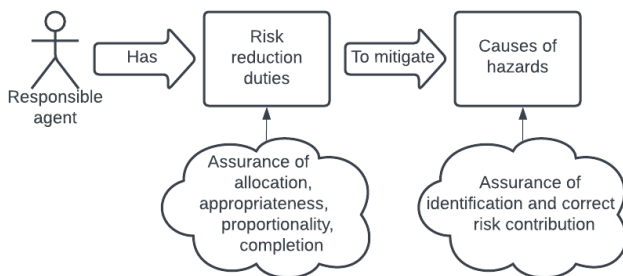 Responsible
agent
Has
Risk
reduction
duties
To mitigate
Causes of
hazards
Assurance of
allocation,
appropriateness,
proportionality,
completion
Assurance of
identification and correct
risk contribution